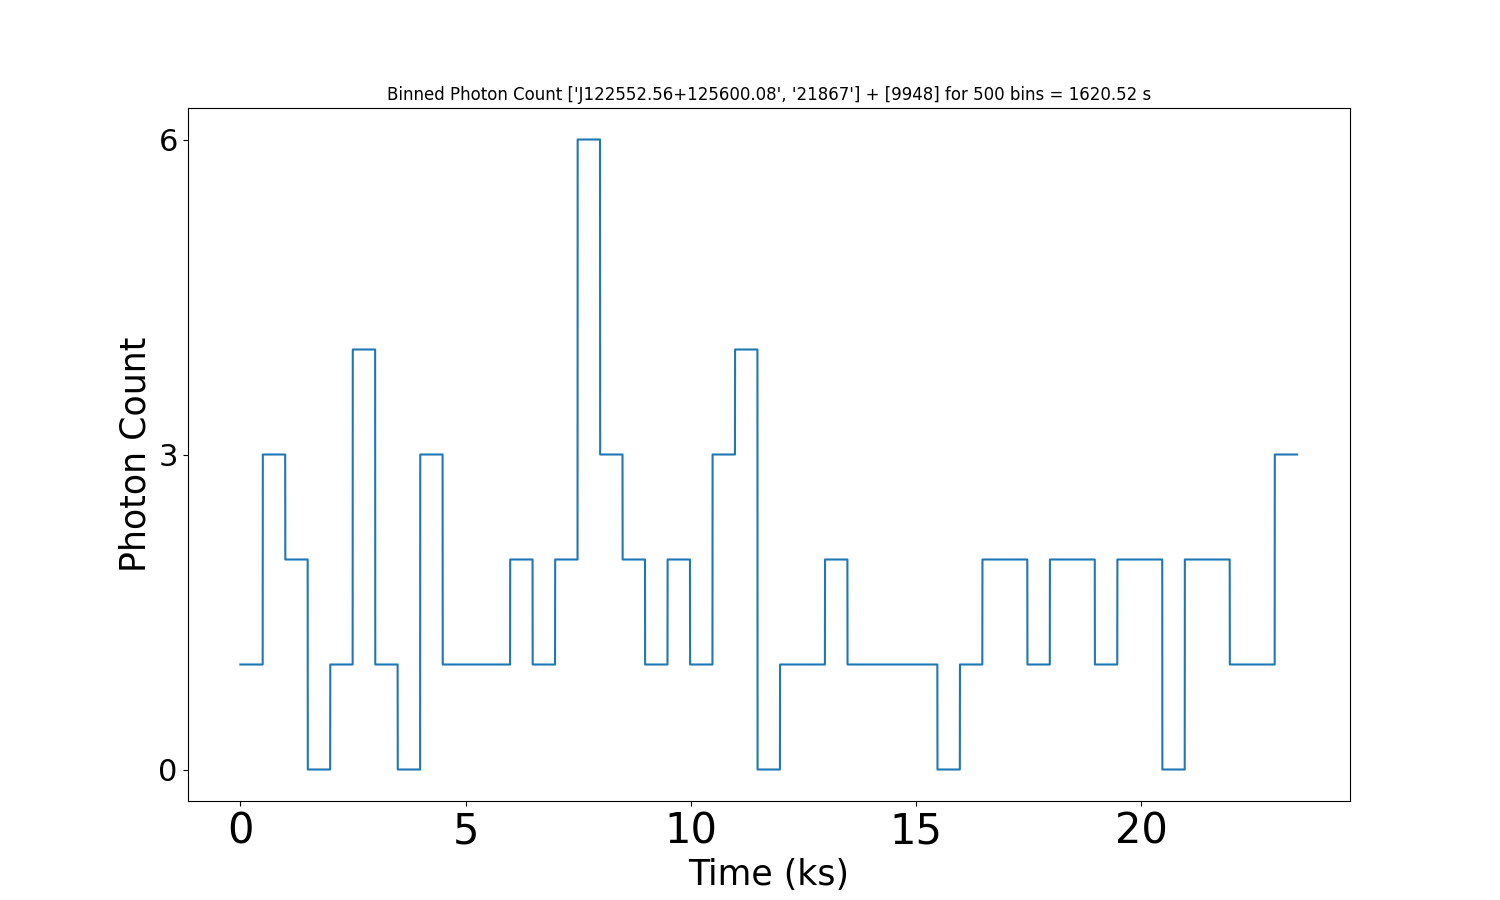 Binned Photon Count ['J122552.56+125600.08', '21867'] + [9948] for 500 bins = 1620.52 s
6
3
0
Photon Count
0 5 10 15 20
Time (ks)